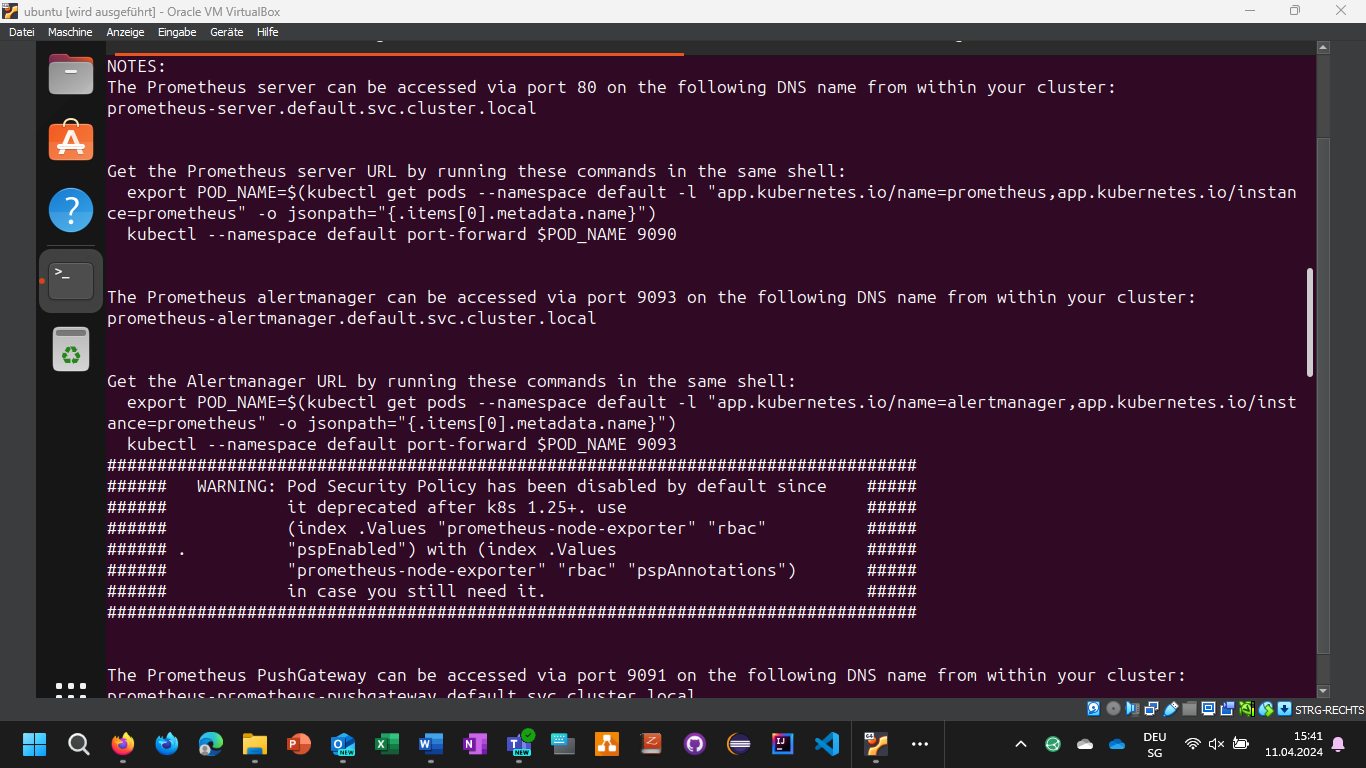 ubuntu [wird ausgeführt] - Oracle VM VirtualBox
Datei Maschine Anzeige Eingabe Geräte Hilfe
NOTES:
The Prometheus server can be accessed via port 80 on the following DNS name from within your cluster:
prometheus-server.default.svc.cluster.local
Get the Prometheus server URL by running these commands in the same shell:
export POD_NAME=$(kubectl get pods --namespace default -l "app.kubernetes.io/name=prometheus,app.kubernetes.io/instan
ce=prometheus" -o jsonpath="{.items[0].metadata.name}")
kubectl --namespace default port-forward $POD_NAME 9090
The Prometheus alertmanager can be accessed via port 9093 on the following DNS name from within your cluster:
prometheus-alertmanager.default.svc.cluster.local
Get the Alertmanager URL by running these commands in the same shell:
export POD_NAME=$(kubectl get pods --namespace default -l "app.kubernetes.io/name=alertmanager,app.kubernetes.io/inst
ance=prometheus" -o jsonpath="{.items[0].metadata.name}")
kubectl --namespace default port-forward $POD_NAME 9093
#################################################################################
###### WARNING: Pod Security Policy has been disabled by default since #####
###### it deprecated after k8s 1.25+. use #####
###### (index .Values "prometheus-node-exporter" "rbac" #####
###### . "pspEnabled") with (index .Values #####
###### "prometheus-node-exporter" "rbac" "pspAnnotations") #####
###### in case you still need it. #####
#################################################################################
The Prometheus PushGateway can be accessed via port 9091 on the following DNS name from within your cluster:
prometheus-prometheus-pushgateway.default.svc.cluster.local
STRG-RECHTS
DEU
SG
15:41
11.04.2024